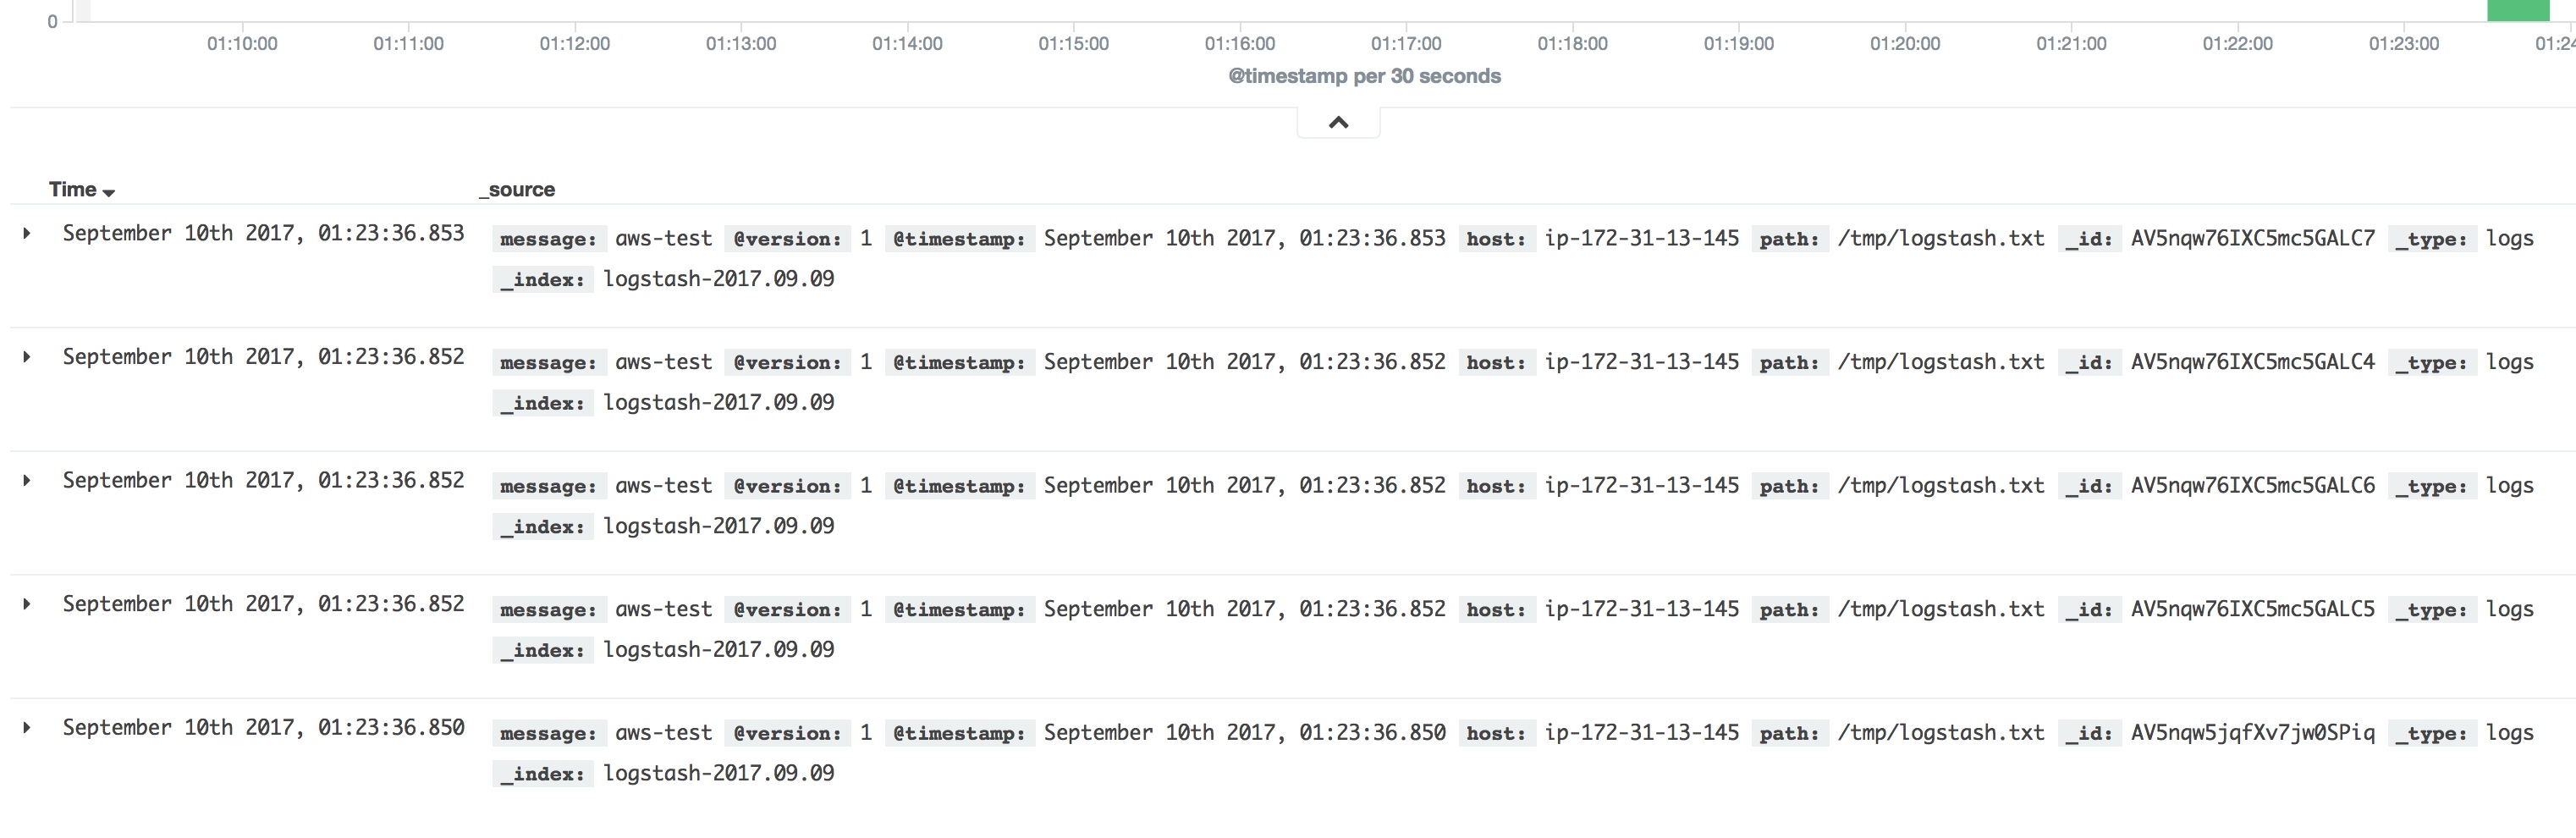 0
01:10:00 01:11:00 01:12:00 01:13:00 01:14:00 01:15:00 01:16:00 01:17:00 01:18:00 01:19:00 01:20:00 01:21:00 01:22:00 01:23:00 01:24
@timestamp per 30 seconds
Time _source
September 10th 2017, 01:23:36.853 message: aws-test @version: 1 @timestamp: September 10th 2017, 01:23:36.853 host: ip-172-31-13-145 path: /tmp/logstash.txt _id: AV5nqw76IXC5mc5GALC7 _type: logs
_index: logstash-2017.09.09
September 10th 2017, 01:23:36.852 message: aws-test @version: 1 @timestamp: September 10th 2017, 01:23:36.852 host: ip-172-31-13-145 path: /tmp/logstash.txt _id: AV5nqw76IXC5mc5GALC4 _type: logs
_index: logstash-2017.09.09
September 10th 2017, 01:23:36.852 message: aws-test @version: 1 @timestamp: September 10th 2017, 01:23:36.852 host: ip-172-31-13-145 path: /tmp/logstash.txt _id: AV5nqw76IXC5mc5GALC6 _type: logs
_index: logstash-2017.09.09
September 10th 2017, 01:23:36.852 message: aws-test @version: 1 @timestamp: September 10th 2017, 01:23:36.852 host: ip-172-31-13-145 path: /tmp/logstash.txt _id: AV5nqw76IXC5mc5GALC5 _type: logs
_index: logstash-2017.09.09
September 10th 2017, 01:23:36.850 message: aws-test @version: 1 @timestamp: September 10th 2017, 01:23:36.850 host: ip-172-31-13-145 path: /tmp/logstash.txt _id: AV5nqw5jqfXv7jw0SPiq _type: logs
_index: logstash-2017.09.09